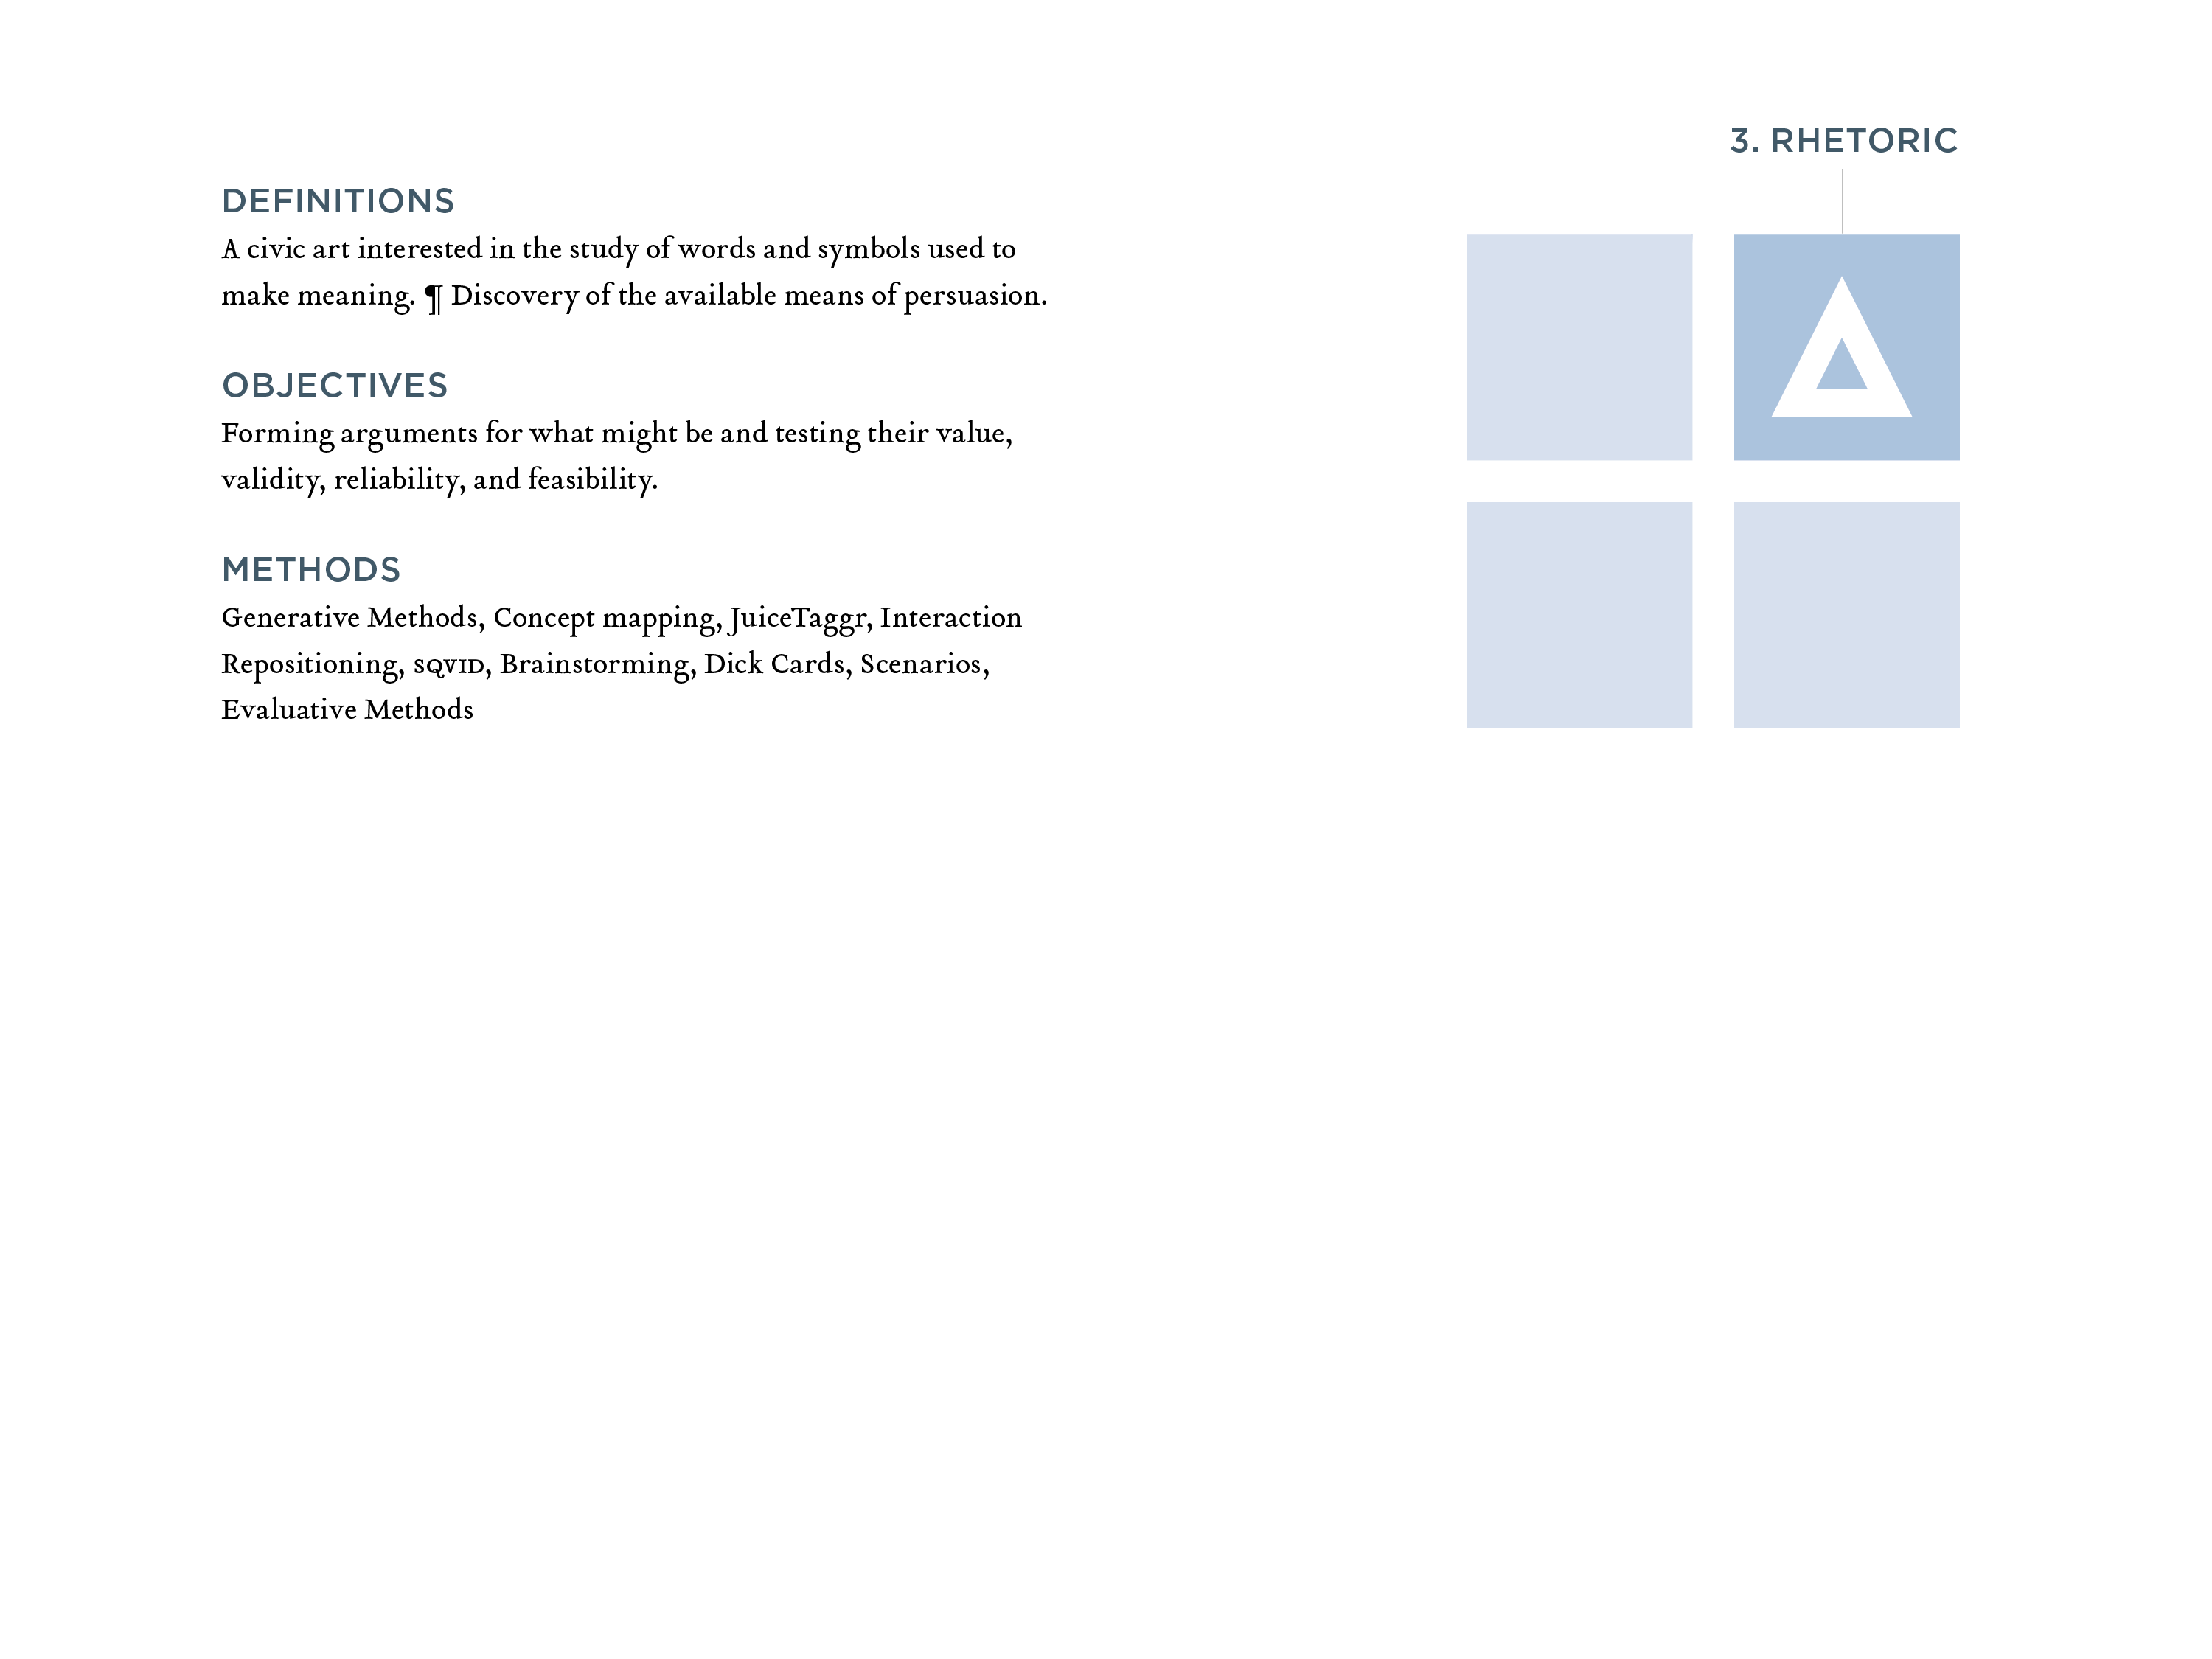 3. RHETORIC
DEFINITIONS
A civic art interested in the study of words and symbols used to
make meaning. ¶ Discovery of the available means of persuasion.
OBJECTIVES
Forming arguments for what might be and testing their value,
validity, reliability, and feasibility.
METHODS
Generative Methods, Concept mapping, JuiceTaggr, Interaction
Repositioning, SQVID, Brainstorming, Dick Cards, Scenarios,
Evaluative Methods